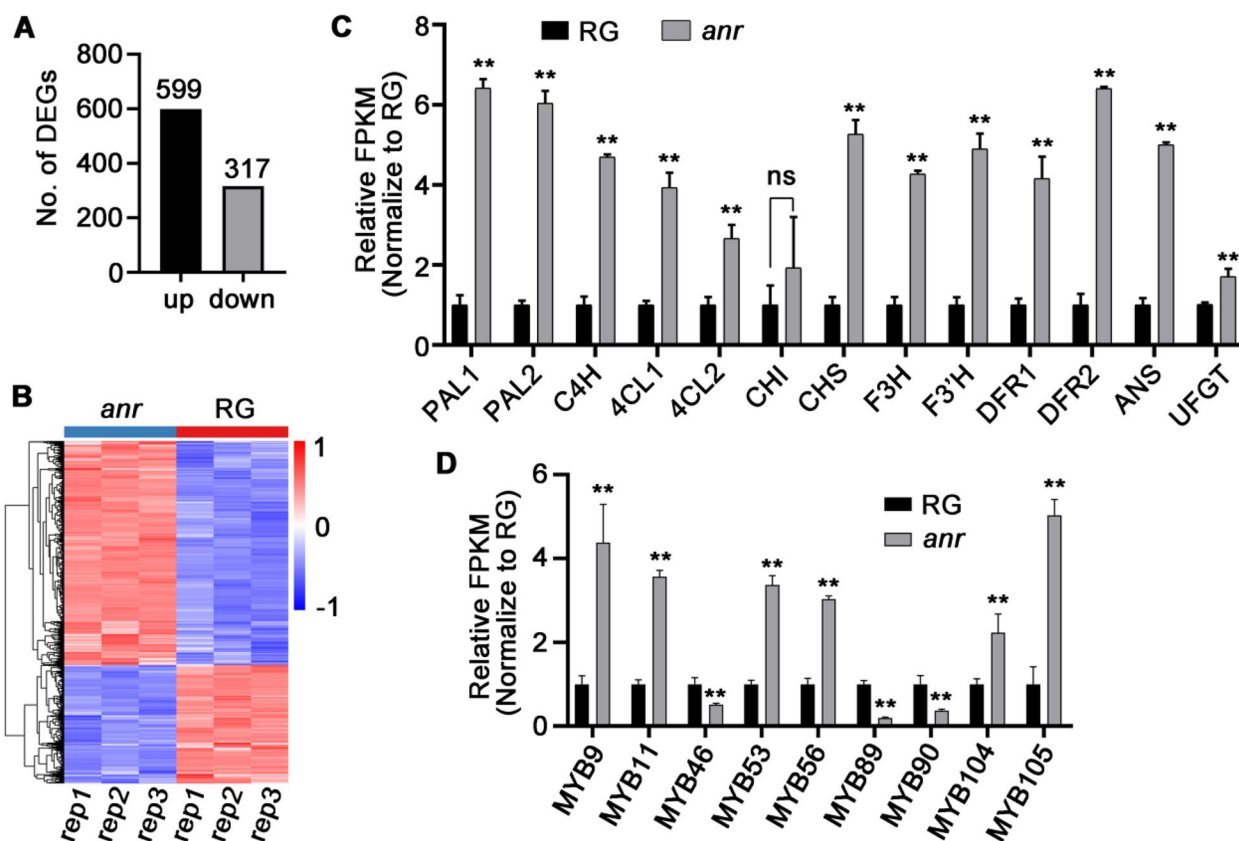 A
No. of DEGs
800
600
400
200
0
599
317
up down
B
anr RG
1
0
-1
rep1 rep2 rep3 rep1 rep2 rep3
C
RG anr
Relative FPKM
(Normalize to RG)
8
6
4
2
0
** ** ** ** ** ns ** ** ** ** ** ** **
PAL1 PAL2 C4H 4CL1 4CL2 CHI CHS F3H F3'H DFR1 DFR2 ANS UFGT
D
Relative FPKM
(Normalize to RG)
6
4
2
0
RG
anr
** ** ** ** ** ** ** ** **
MYB9 MYB11 MYB46 MYB53 MYB56 MYB89 MYB90 MYB104 MYB105